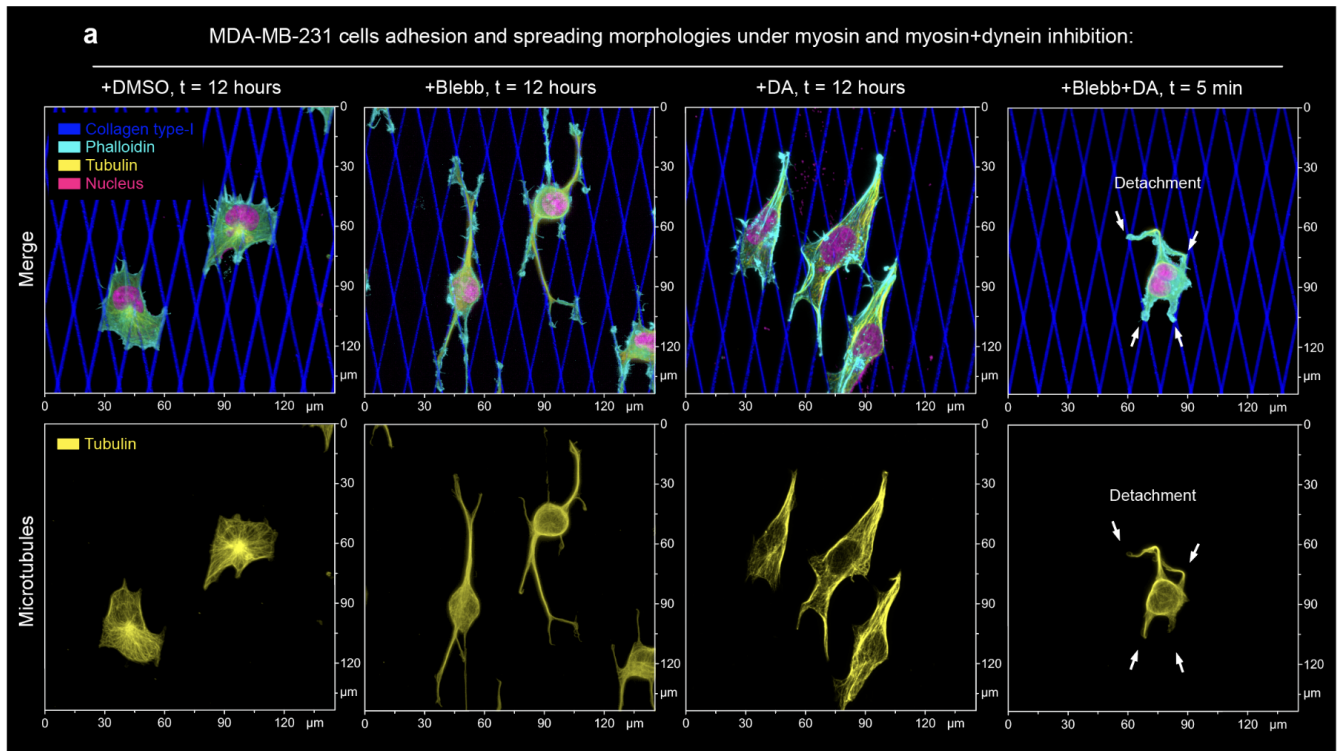 a
MDA-MB-231 cells adhesion and spreading morphologies under myosin and myosin+dynein inhibition:
+DMSO, t = 12 hours
+Blebb, t = 12 hours
+DA, t = 12 hours
+Blebb+DA, t = 5 min
Merge
Collagen type-I
Phalloidin
Tubulin
Nucleus
Detachment
0
30
60
90
120
µm
0
30
60
90
120
µm
0
30
60
90
120
µm
0
30
60
90
120
µm
0 30 60 90 120 µm
0 30 60 90 120 µm
0 30 60 90 120 µm
60 90 120 µm
Microtubules
Tubulin
Detachment
0
30
60
90
120
µm
0
30
60
90
120
µm
0
30
60
90
120
µm
0
30
60
90
120
µm
0 30 60 90 120 µm
0 30 60 90 120 µm
0 30 60 90 120 µm
60 90 120 µm